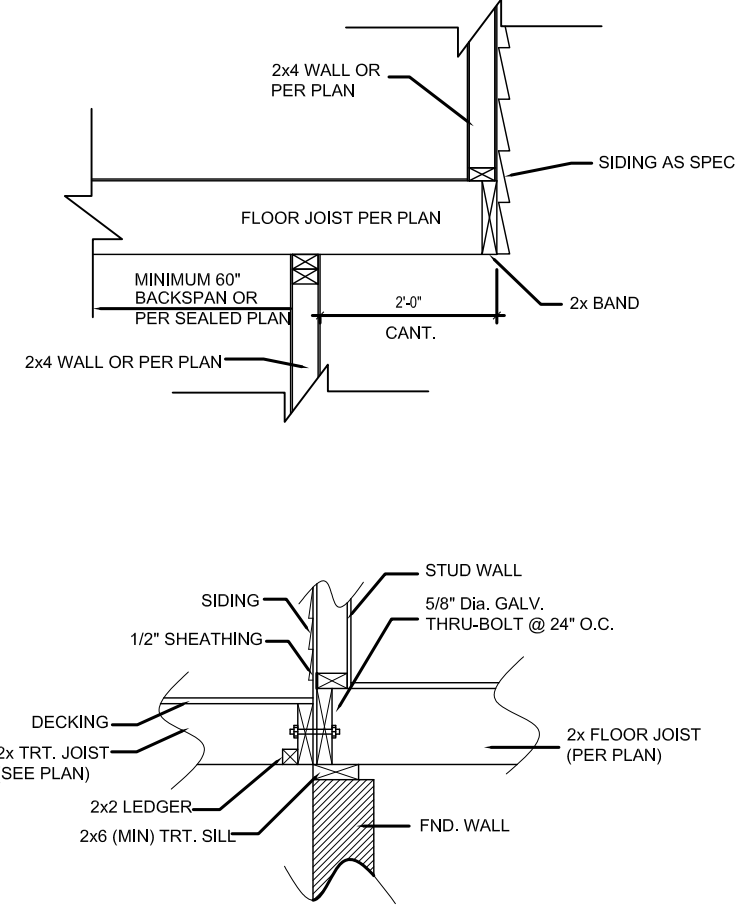 2x4 WALL OR
PER PLAN
SIDING AS SPEC
FLOOR JOIST PER PLAN
MINIMUM 60"
BACKSPAN OR
PER SEALED PLAN
2'-0"
CANT.
2x BAND
2x4 WALL OR PER PLAN
STUD WALL
SIDING
5/8" Dia. GALV.
THRU-BOLT @ 24" O.C.
1/2" SHEATHING
DECKING
2x TRT. JOIST
SEE PLAN)
2x FLOOR JOIST
(PER PLAN)
2x2 LEDGER
2x6 (MIN) TRT. SILL
FND. WALL